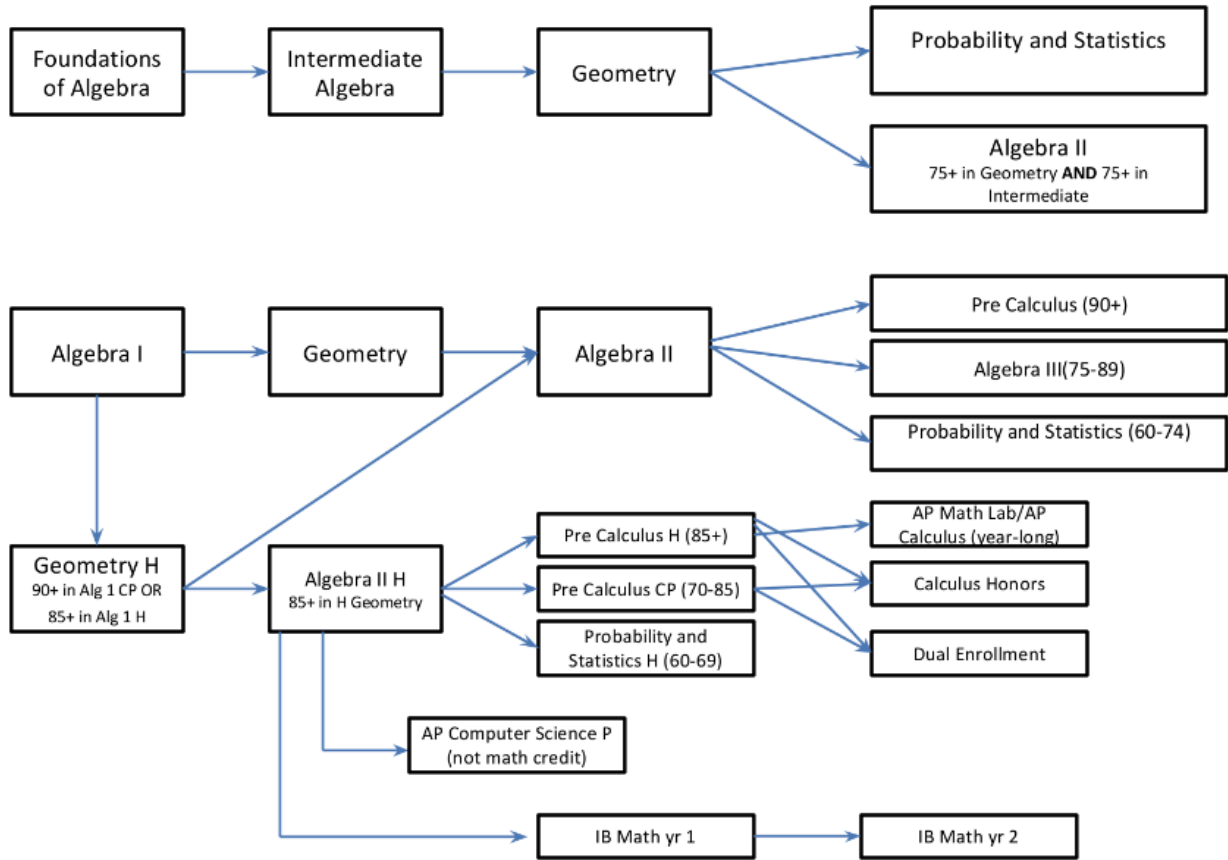 Foundations
of Algebra
Intermediate
Algebra
Geometry
Probability and Statistics
Algebra II
75+ in Geometry AND 75+ in
Intermediate
Algebra I
Geometry
Algebra II
Pre Calculus (90+)
Algebra III(75-89)
Probability and Statistics (60-74)
Geometry H
90+ in Alg 1 CP OR
85+ in Alg 1 H
Algebra II H
85+ in H Geometry
Pre Calculus H (85+)
Pre Calculus CP (70-85)
Probability and
Statistics H (60-69)
AP Math Lab/AP
Calculus (year-long)
Calculus Honors
Dual Enrollment
AP Computer Science P
(not math credit)
IB Math yr 1
IB Math yr 2